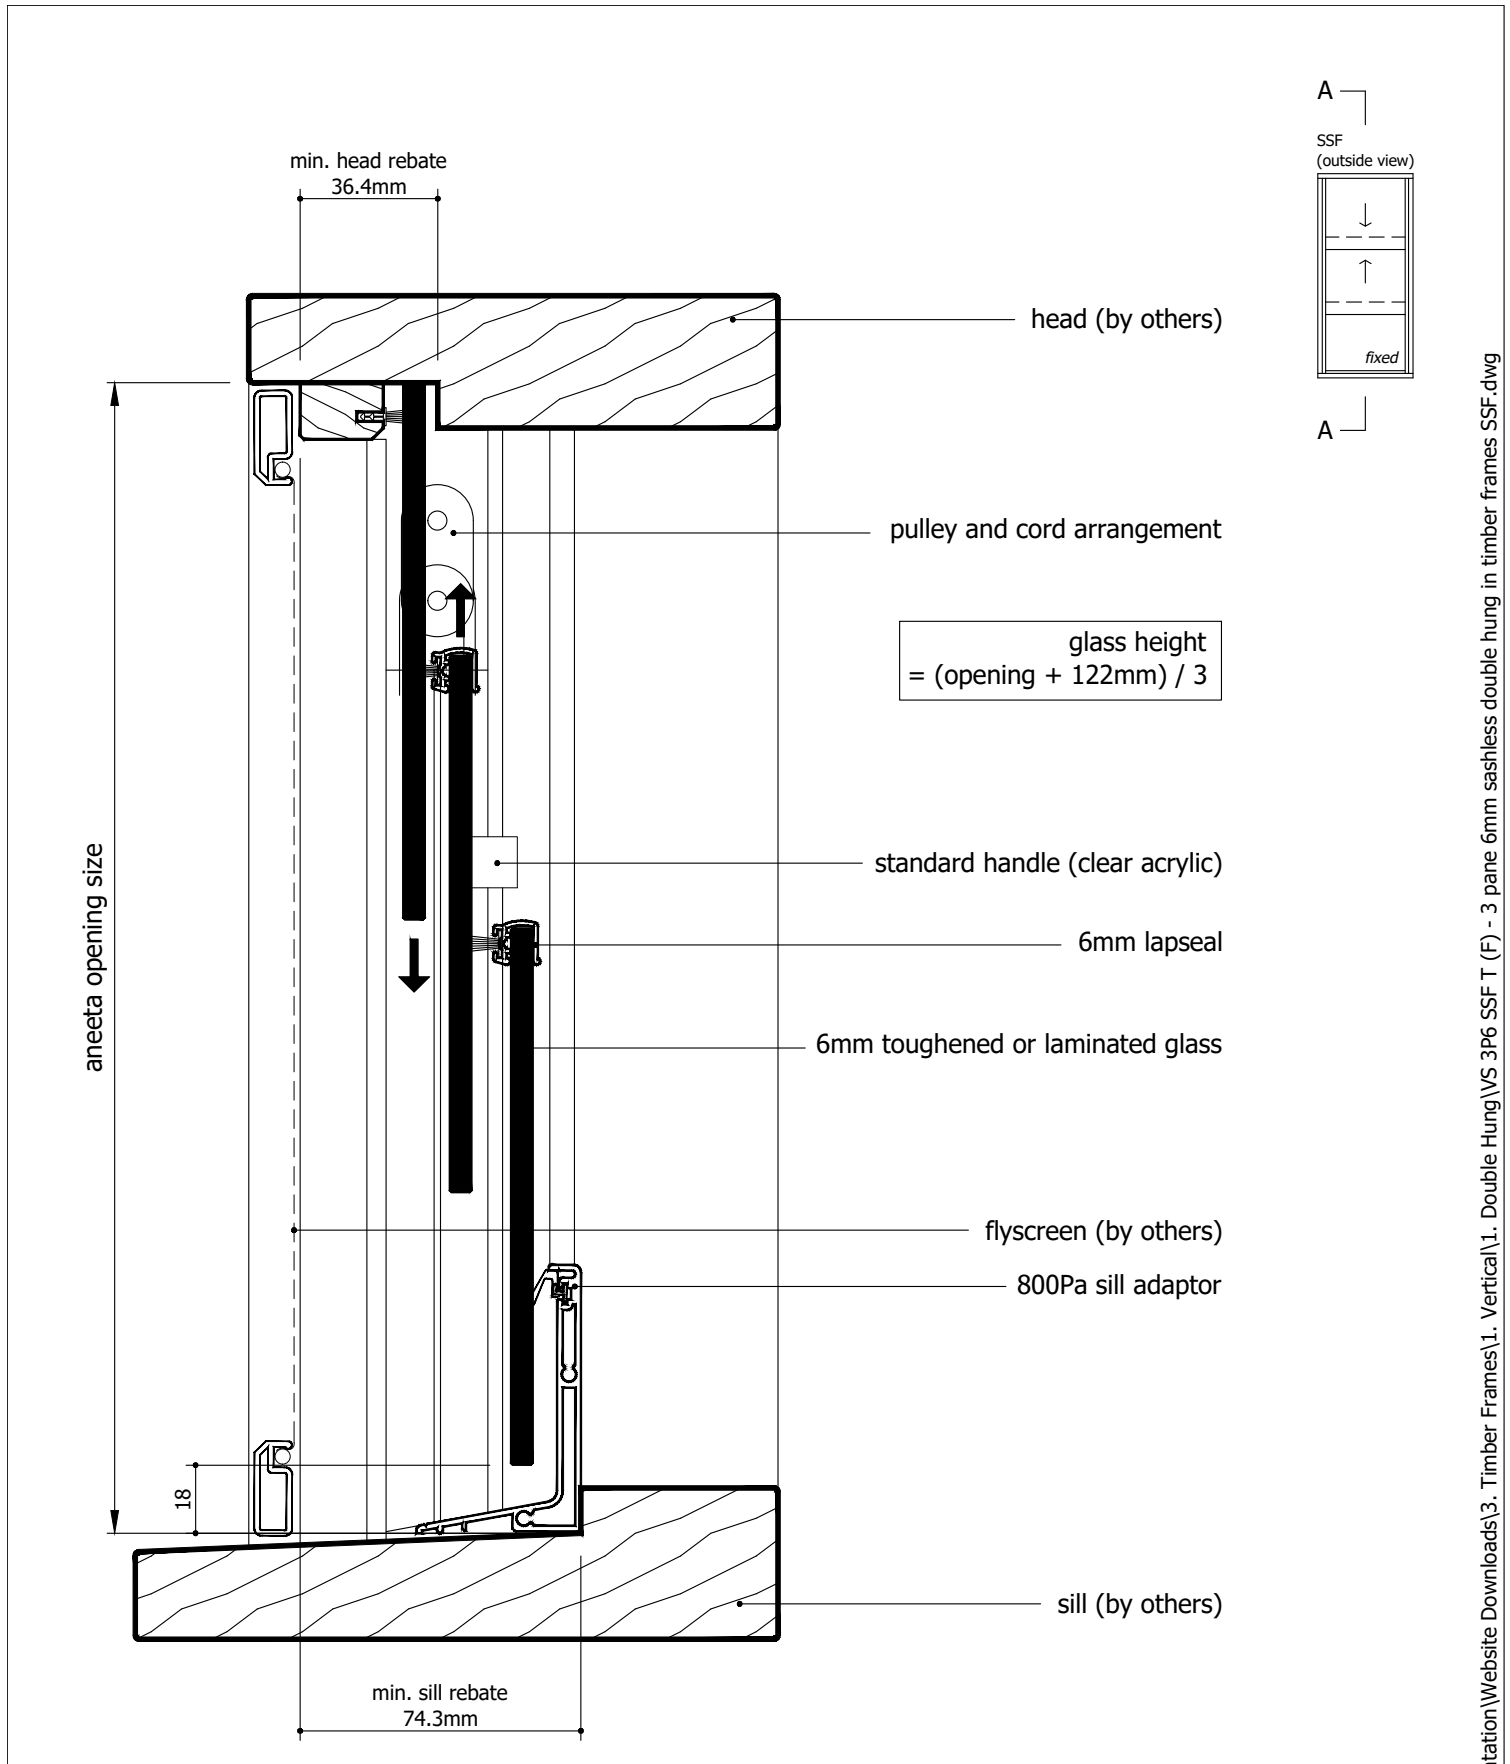 A
SSF
(outside view)
fixed
A
min. head rebate
36.4mm
head (by others)
pulley and cord arrangement
glass height
= (opening + 122mm) / 3
standard handle (clear acrylic)
6mm lapseal
6mm toughened or laminated glass
aneeta opening size
flyscreen (by others)
800Pa sill adaptor
18
sill (by others)
min. sill rebate
74.3mm
tation\Website Downloads\3. Timber Frames\1. Vertical\1. Double Hung\VS 3P6 SSF T (F) - 3 pane 6mm sashless double hung in timber frames SSF.dwg